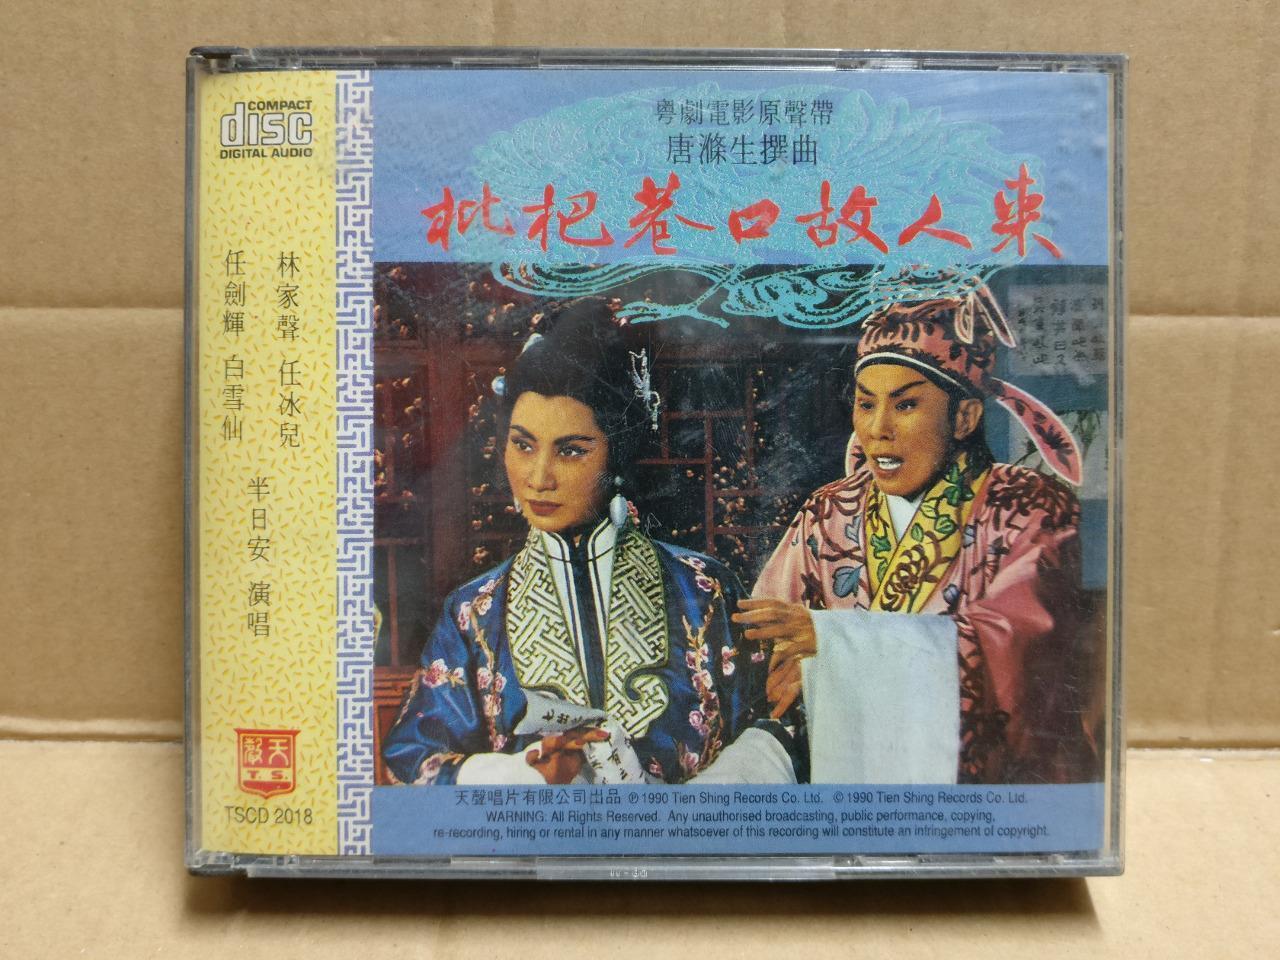 COMPACT
disc
DIGITAL AUDIO
粵劇電影原聲帶
唐滌生撰曲
枇杷巷口故人來
林家聲 任冰兒
任劍輝 白雪仙
半日安 演唱
天聲
T.S.
TSCD 2018
天聲唱片有限公司出品 ℗ 1990 Tien Shing Records Co. Ltd. © 1990 Tien Shing Records Co. Ltd.
WARNING: All Rights Reserved. Any unauthorised broadcasting, public performance, copying,
re-recording, hiring or rental in any manner whatsoever of this recording will constitute an infringement of copyright.